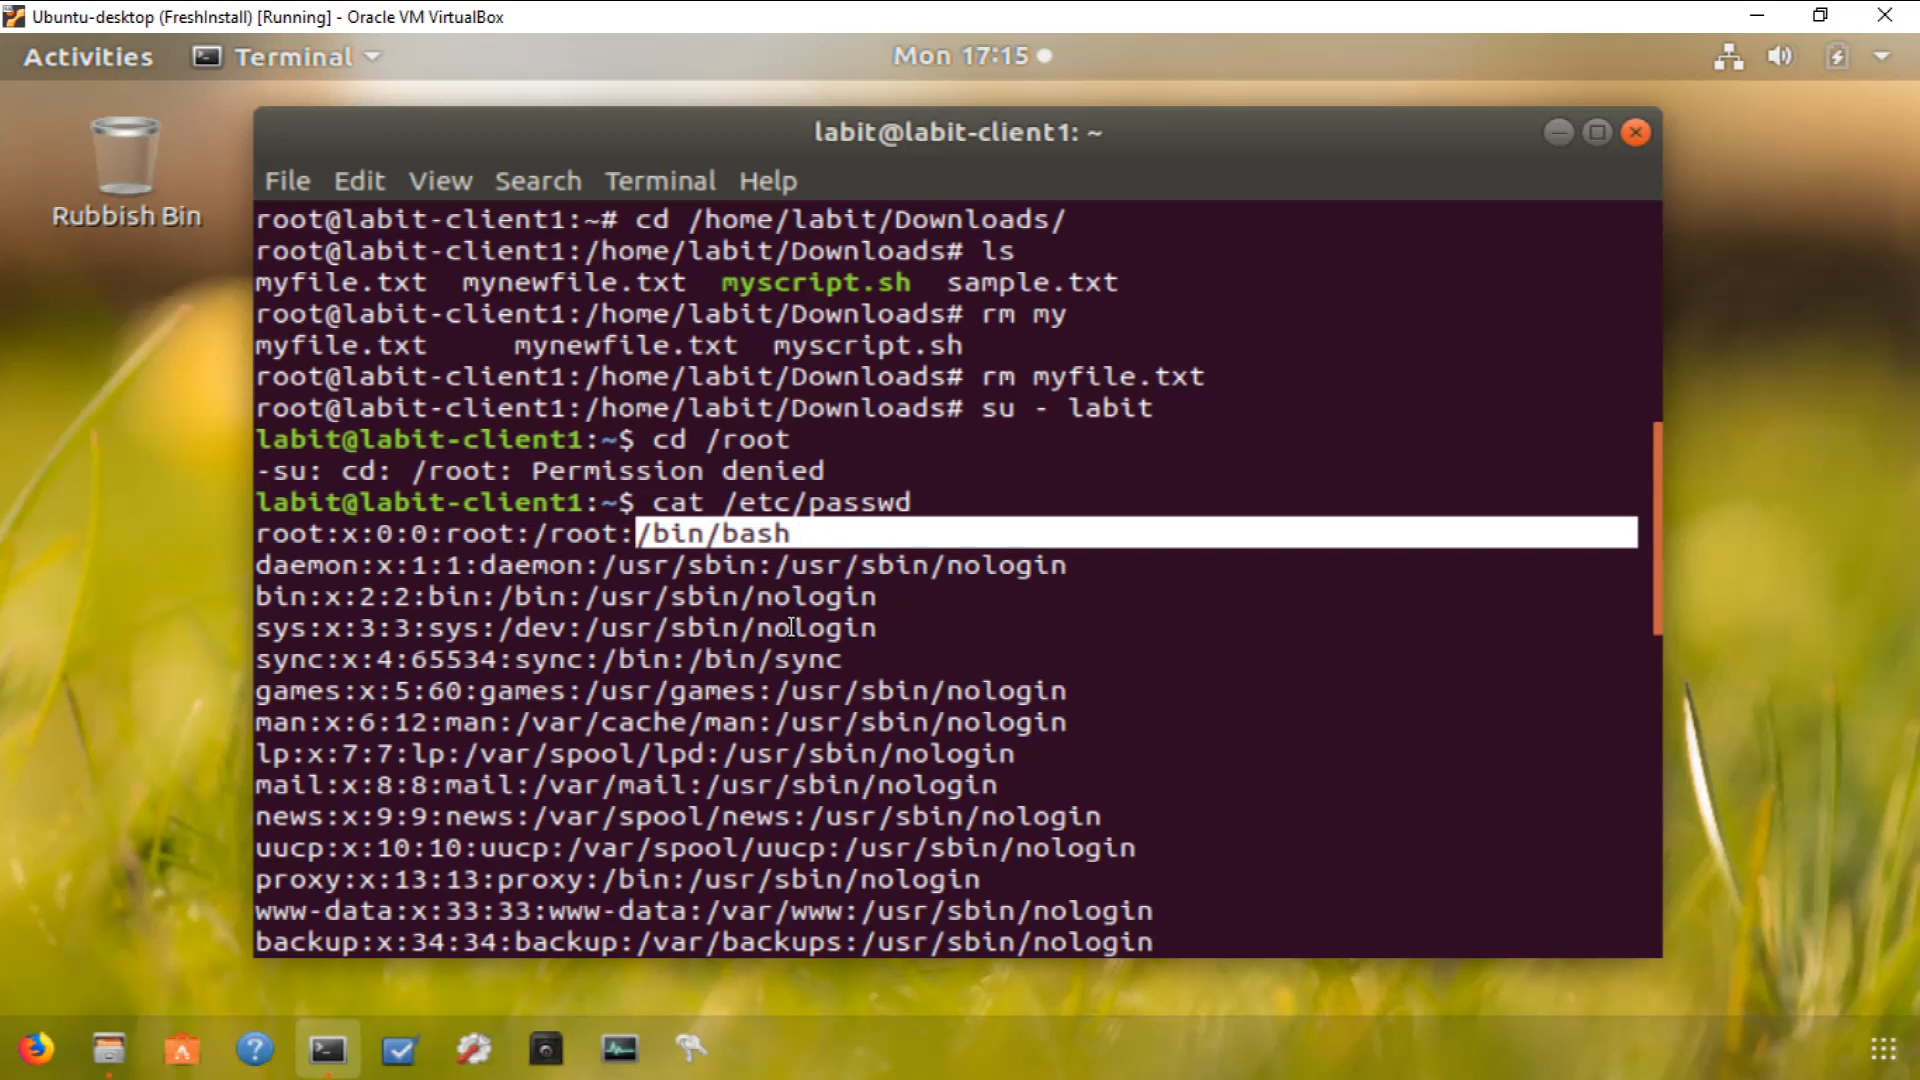 Ubuntu-desktop (FreshInstall) [Running] - Oracle VM VirtualBox
Activities Terminal Mon 17:15
Rubbish Bin
labit@labit-client1: ~
File Edit View Search Terminal Help
root@labit-client1:~# cd /home/labit/Downloads/
root@labit-client1:/home/labit/Downloads# ls
myfile.txt  mynewfile.txt  myscript.sh  sample.txt
root@labit-client1:/home/labit/Downloads# rm my
myfile.txt     mynewfile.txt  myscript.sh
root@labit-client1:/home/labit/Downloads# rm myfile.txt
root@labit-client1:/home/labit/Downloads# su - labit
labit@labit-client1:~$ cd /root
-su: cd: /root: Permission denied
labit@labit-client1:~$ cat /etc/passwd
root:x:0:0:root:/root:/bin/bash
daemon:x:1:1:daemon:/usr/sbin:/usr/sbin/nologin
bin:x:2:2:bin:/bin:/usr/sbin/nologin
sys:x:3:3:sys:/dev:/usr/sbin/nologin
sync:x:4:65534:sync:/bin:/bin/sync
games:x:5:60:games:/usr/games:/usr/sbin/nologin
man:x:6:12:man:/var/cache/man:/usr/sbin/nologin
lp:x:7:7:lp:/var/spool/lpd:/usr/sbin/nologin
mail:x:8:8:mail:/var/mail:/usr/sbin/nologin
news:x:9:9:news:/var/spool/news:/usr/sbin/nologin
uucp:x:10:10:uucp:/var/spool/uucp:/usr/sbin/nologin
proxy:x:13:13:proxy:/bin:/usr/sbin/nologin
www-data:x:33:33:www-data:/var/www:/usr/sbin/nologin
backup:x:34:34:backup:/var/backups:/usr/sbin/nologin